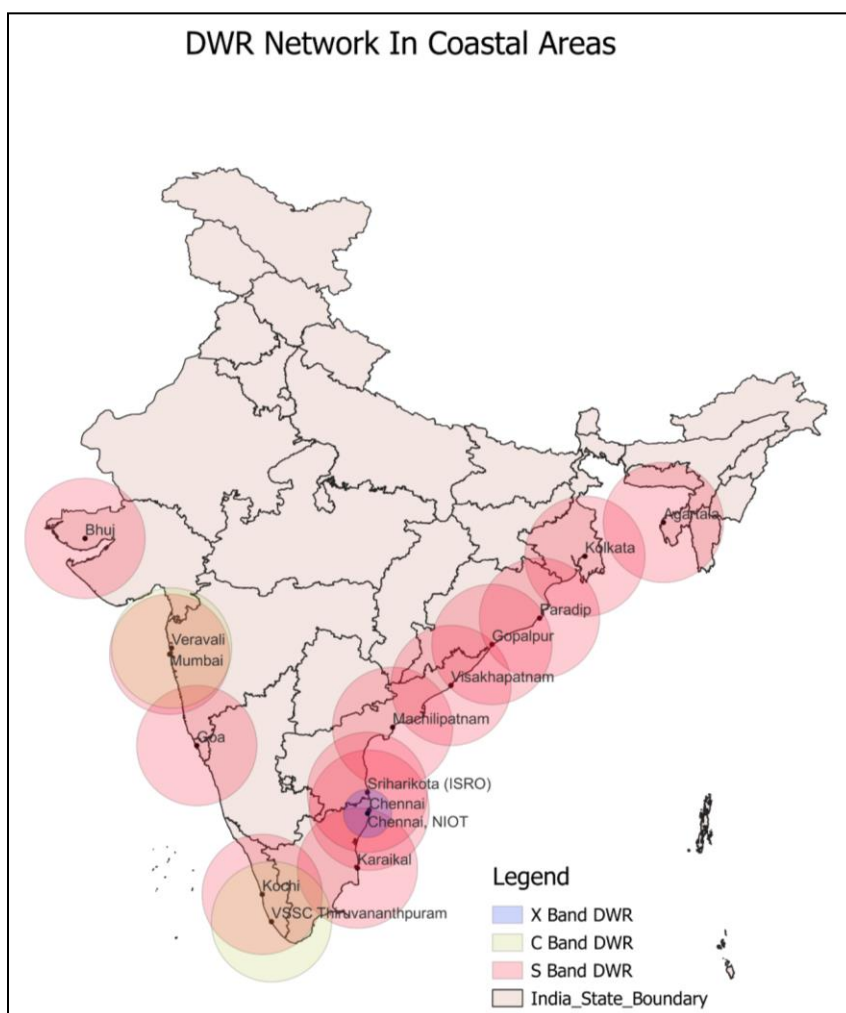 DWR Network In Coastal Areas
Bhuj
Agartala
Kolkata
Paradip
Gopalpur
Veravali
Mumbai
Visakhapatnam
Machilipatnam
Goa
Sriharikota (ISRO)
Chennai
Chennai, NIOT
Karaikal
Kochi
VSSC Thiruvananthpuram
Legend
X Band DWR
C Band DWR
S Band DWR
India_State_Boundary